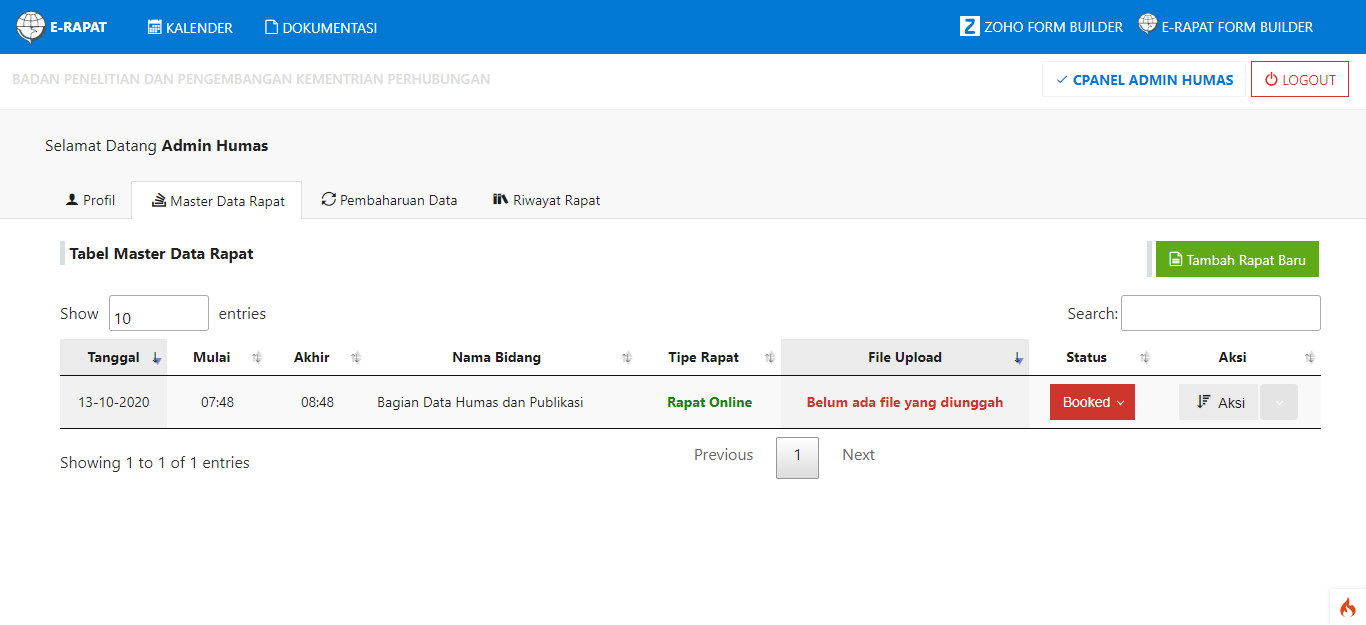 E-RAPAT KALENDER DOKUMENTASI Z ZOHO FORM BUILDER E-RAPAT FORM BUILDER
BADAN PENELITIAN DAN PENGEMBANGAN KEMENTRIAN PERHUBUNGAN CPANEL ADMIN HUMAS LOGOUT
Selamat Datang Admin Humas
Profil Master Data Rapat Pembaharuan Data Riwayat Rapat
Tabel Master Data Rapat Tambah Rapat Baru
Show 10 entries Search:
Tanggal Mulai Akhir Nama Bidang Tipe Rapat File Upload Status Aksi
13-10-2020 07:48 08:48 Bagian Data Humas dan Publikasi Rapat Online Belum ada file yang diunggah Booked Aksi
Showing 1 to 1 of 1 entries Previous 1 Next